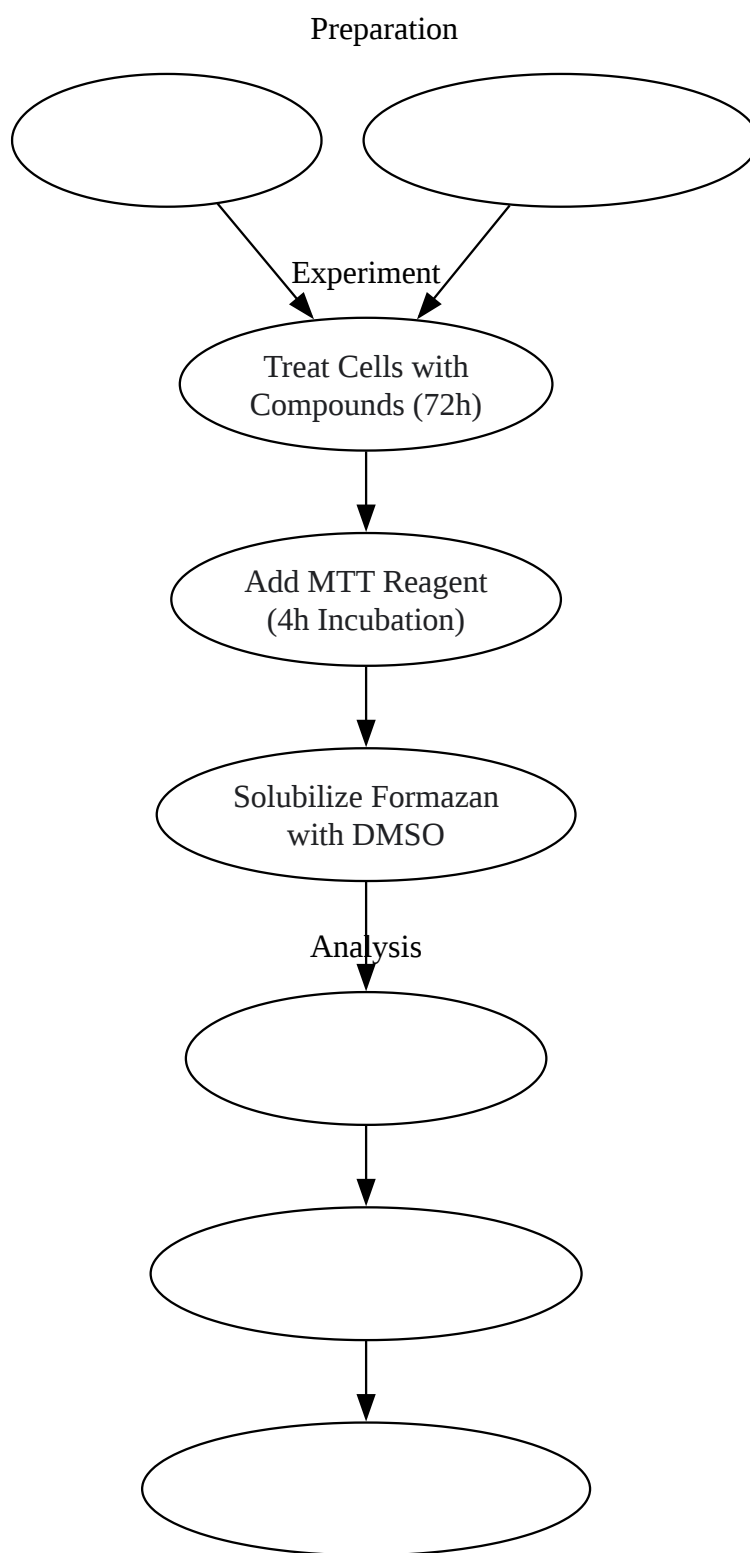 Preparation
Experiment
Treat Cells with
Compounds (72h)
Add MTT Reagent
(4h Incubation)
Solubilize Formazan
with DMSO
Analysis